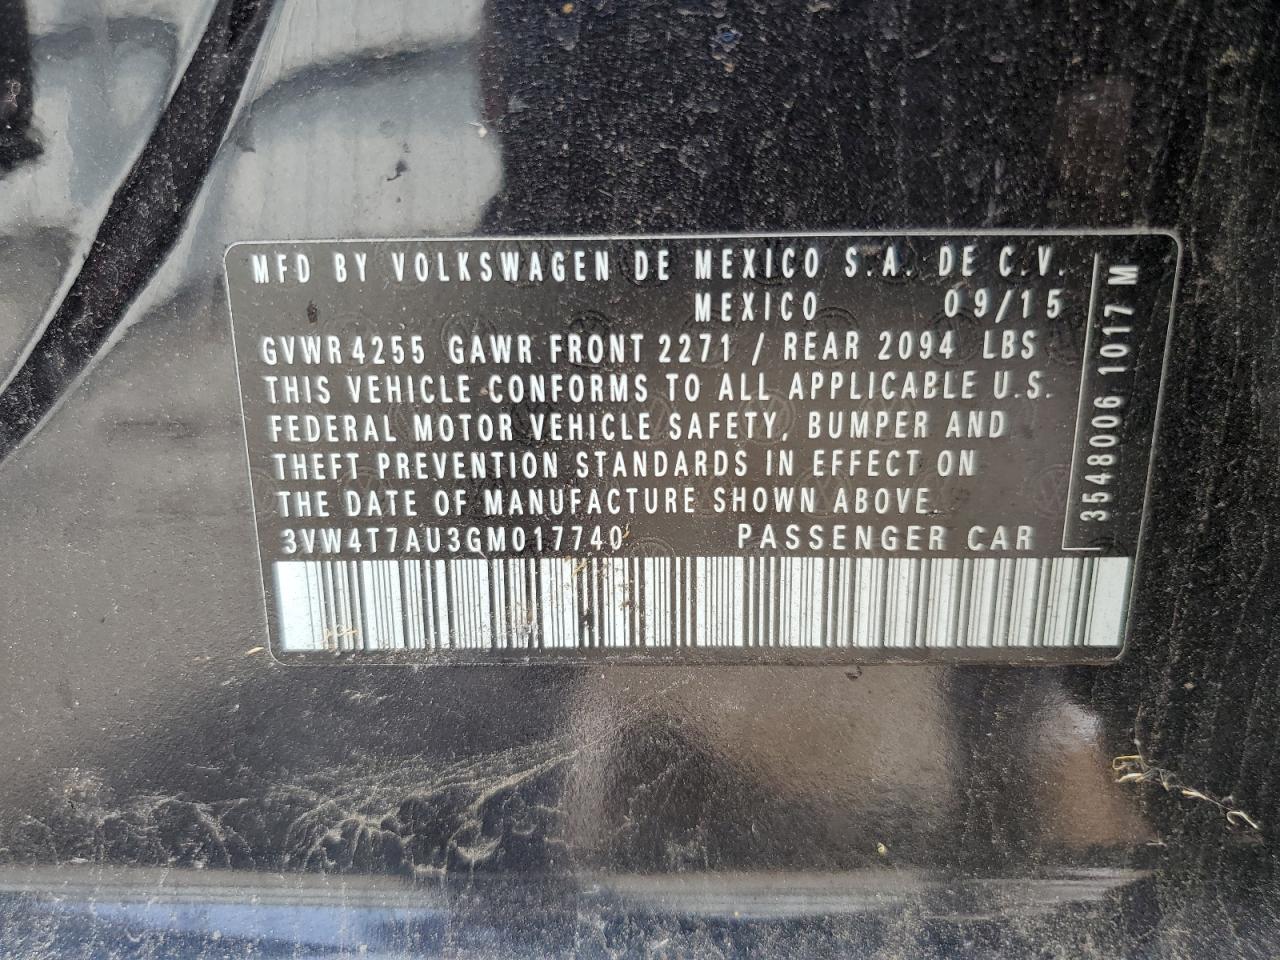 MFD BY VOLKSWAGEN DE MEXICO S.A. DE C.V.
MEXICO 09/15
GVWR 4255 GAWR FRONT 2271 / REAR 2094 LBS
THIS VEHICLE CONFORMS TO ALL APPLICABLE U.S.
FEDERAL MOTOR VEHICLE SAFETY, BUMPER AND
THEFT PREVENTION STANDARDS IN EFFECT ON
THE DATE OF MANUFACTURE SHOWN ABOVE.
3VW4T7AU3GM017740 PASSENGER CAR
3548006 1017 M